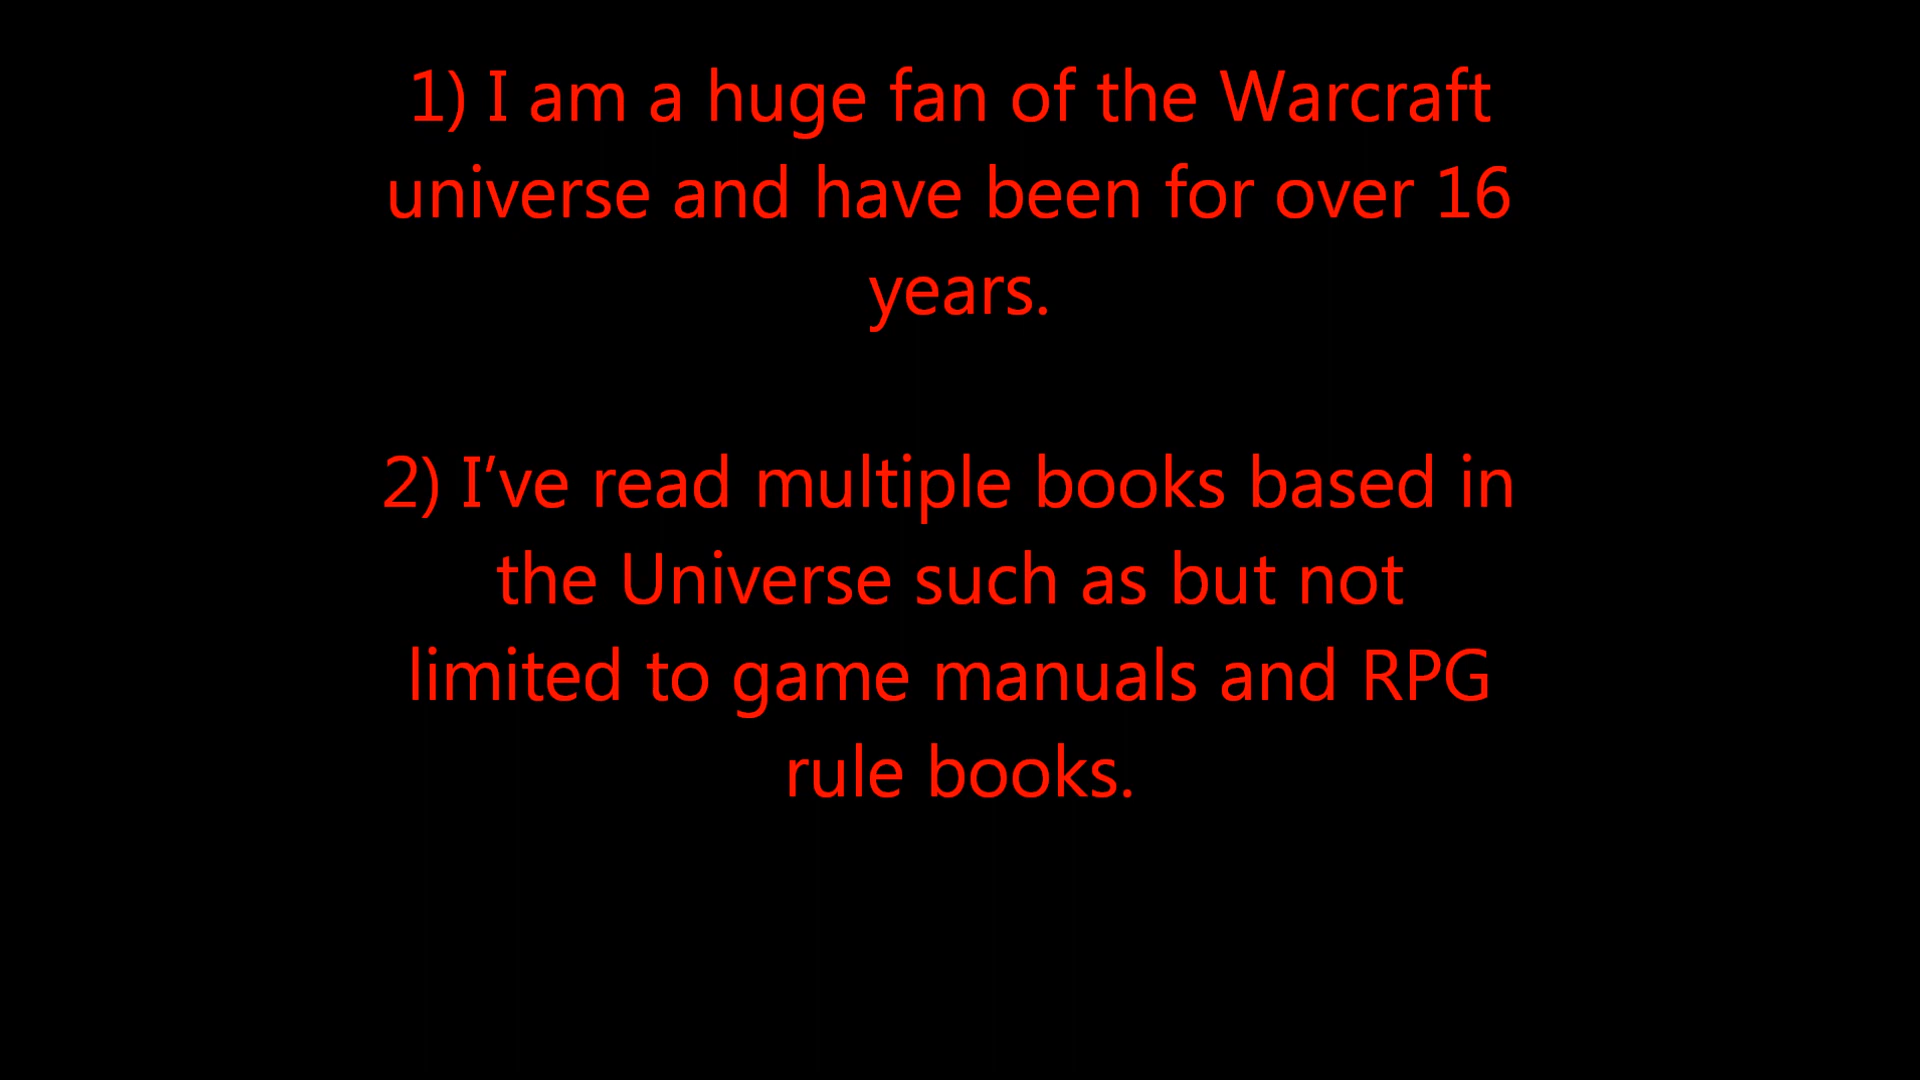 1) I am a huge fan of the Warcraft
universe and have been for over 16
years.
2) I’ve read multiple books based in
the Universe such as but not
limited to game manuals and RPG
rule books.